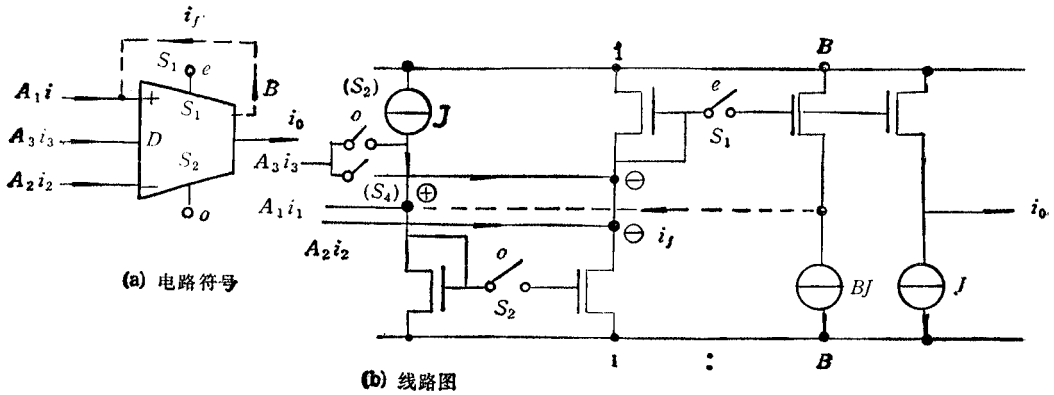 i_f
S_1 e
A_1 i
+
S_1
B
A_3 i_3
D
i_0
S_2
A_2 i_2
−
o
(a) 电路符号
1
B
(S_2)
J
e
S_1
o
A_3 i_3
(S_4)
⊕
⊖
A_1 i_1
i_0
A_2 i_2
⊖
i_f
o
S_2
BJ
J
1
:
B
(b) 线路图